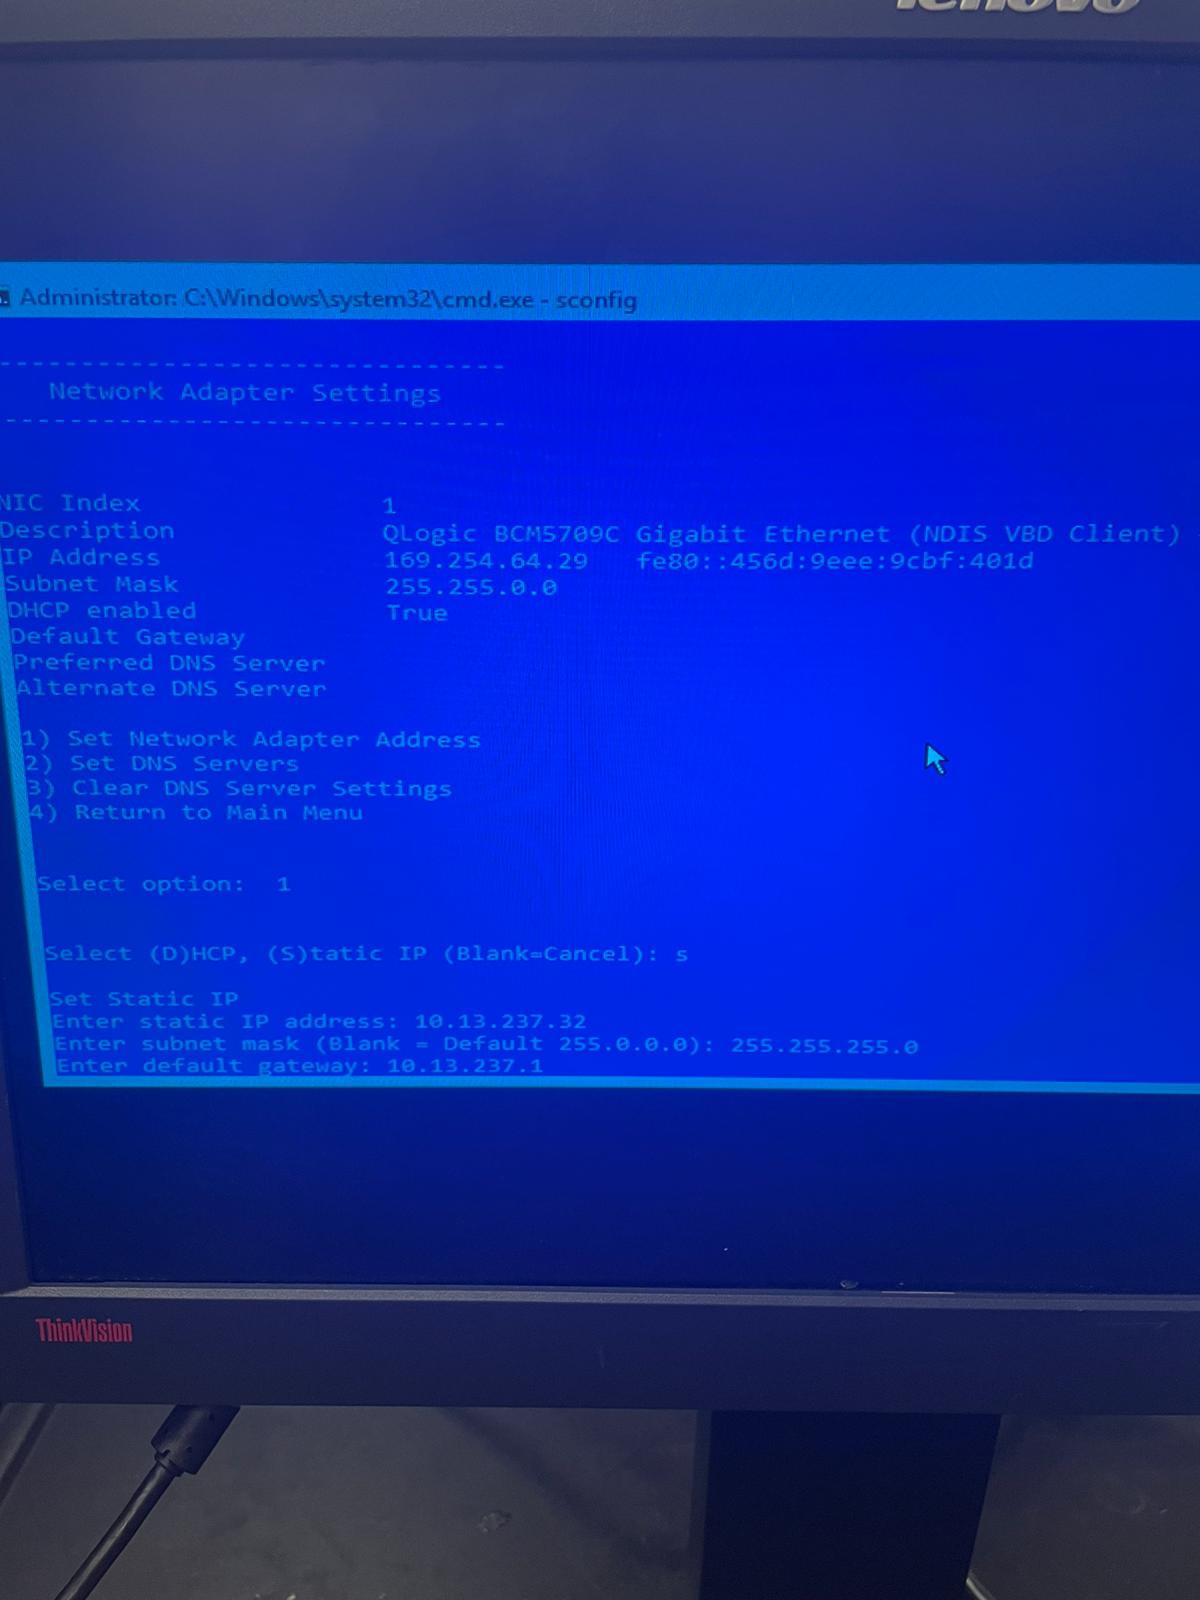 lenovo
Administrator: C:\Windows\system32\cmd.exe - sconfig
-------------------------------
Network Adapter Settings
-------------------------------
NIC Index 1
Description QLogic BCM5709C Gigabit Ethernet (NDIS VBD Client)
IP Address 169.254.64.29 fe80::456d:9eee:9cbf:401d
Subnet Mask 255.255.0.0
DHCP enabled True
Default Gateway
Preferred DNS Server
Alternate DNS Server
1) Set Network Adapter Address
2) Set DNS Servers
3) Clear DNS Server Settings
4) Return to Main Menu
Select option: 1
Select (D)HCP, (S)tatic IP (Blank=Cancel): s
Set Static IP
Enter static IP address: 10.13.237.32
Enter subnet mask (Blank = Default 255.0.0.0): 255.255.255.0
Enter default gateway: 10.13.237.1
ThinkVision